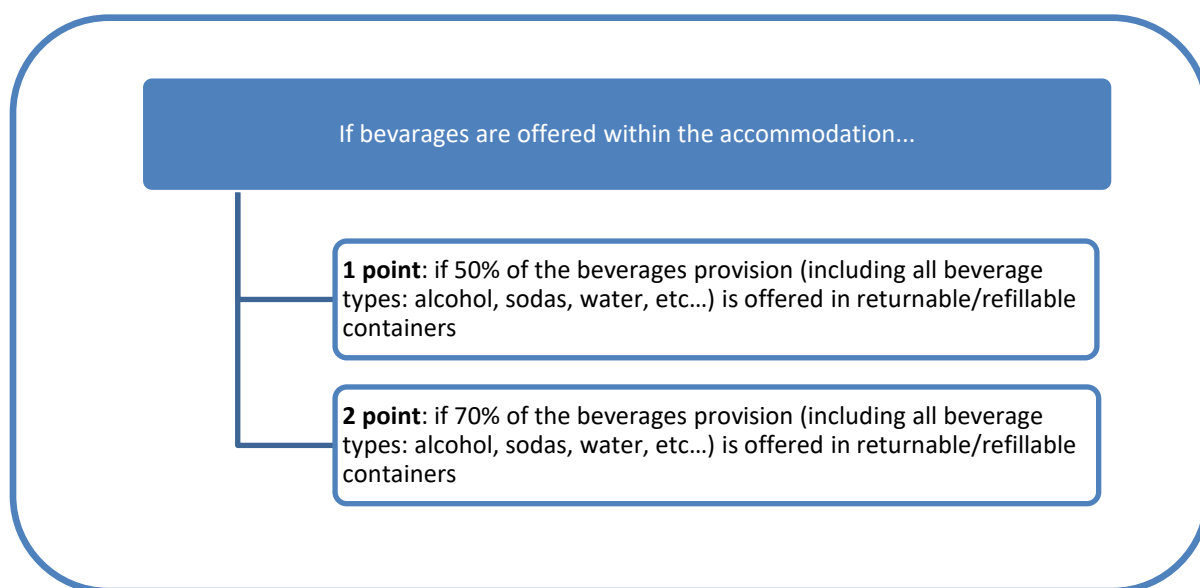 If bevarages are offered within the accommodation...
1 point: if 50% of the beverages provision (including all beverage
types: alcohol, sodas, water, etc…) is offered in returnable/refillable
containers
2 point: if 70% of the beverages provision (including all beverage
types: alcohol, sodas, water, etc…) is offered in returnable/refillable
containers